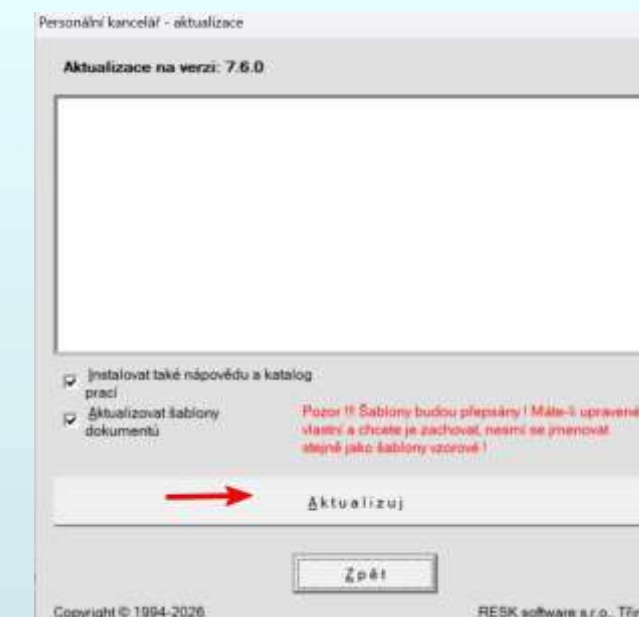 Personální kancelář - aktualizace
Aktualizace na verzi: 7.6.0
Instalovat také nápovědu a katalog
prací
Aktualizovat šablony
dokumentů
Pozor !!! Šablony budou přepsány ! Máte-li upravené
vlastní a chcete je zachovat, nesmí se jmenovat
stejně jako šablony vzorové !
Aktualizuj
Zpět
Copyright © 1994-2026
RESK software s.r.o., Tři